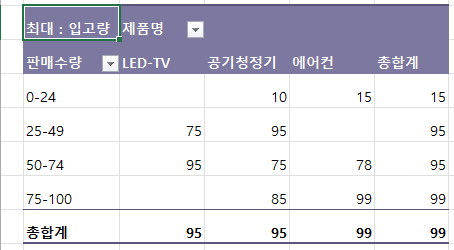 최대 : 입고량 제품명
판매수량 LED-TV 공기청정기 에어컨 총합계
0-24 10 15 15
25-49 75 95 95
50-74 95 75 78 95
75-100 85 99 99
총합계 95 95 99 99